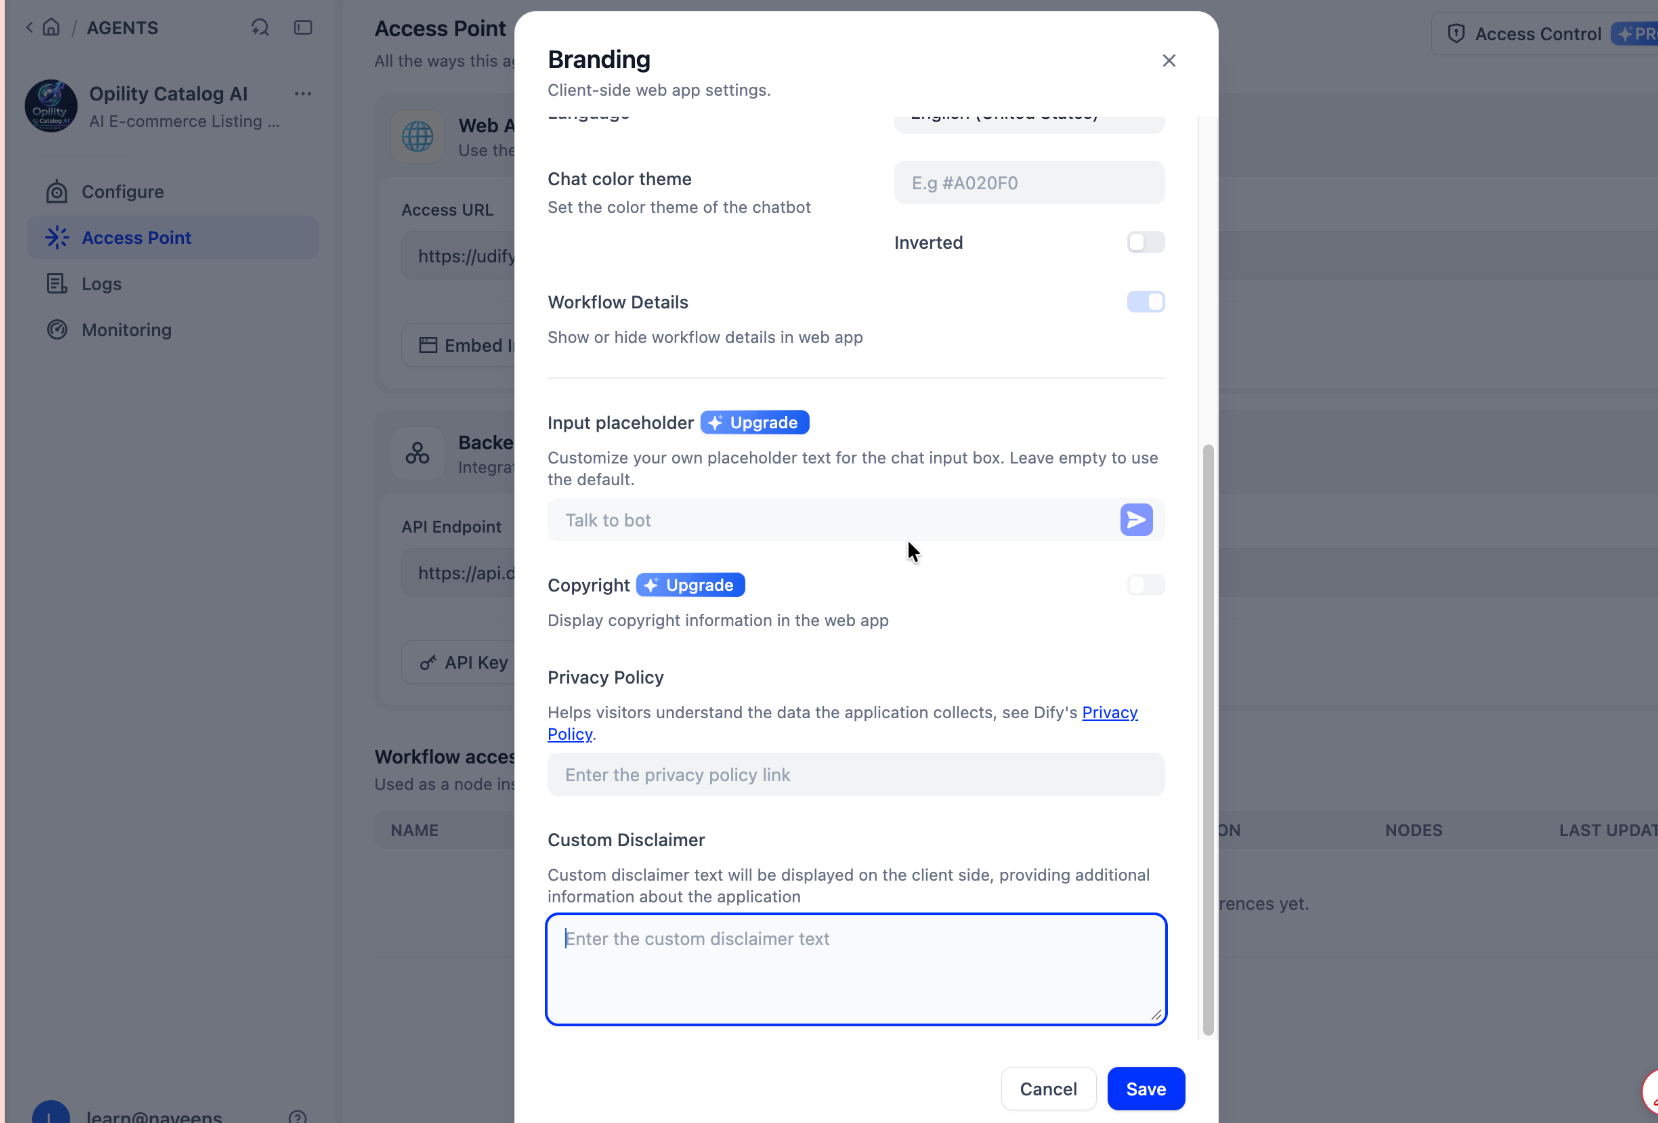 AGENTS
Opility Catalog AI
AI E-commerce Listing ...
Configure
Access Point
Logs
Monitoring
learn@naveens
Access Point
All the ways this a
Access Control
PR
Web A
Use the
Access URL
https://udify
Embed I
Backe
Integra
API Endpoint
https://api.d
API Key
Workflow acces
Used as a node ins
NAME
ON
NODES
LAST UPDAT
rences yet.
Branding
Client-side web app settings.
Language
English (United States)
Chat color theme
E.g #A020F0
Set the color theme of the chatbot
Inverted
Workflow Details
Show or hide workflow details in web app
Input placeholder Upgrade
Customize your own placeholder text for the chat input box. Leave empty to use
the default.
Talk to bot
Copyright Upgrade
Display copyright information in the web app
Privacy Policy
Helps visitors understand the data the application collects, see Dify's Privacy
Policy.
Enter the privacy policy link
Custom Disclaimer
Custom disclaimer text will be displayed on the client side, providing additional
information about the application
Enter the custom disclaimer text
Cancel
Save